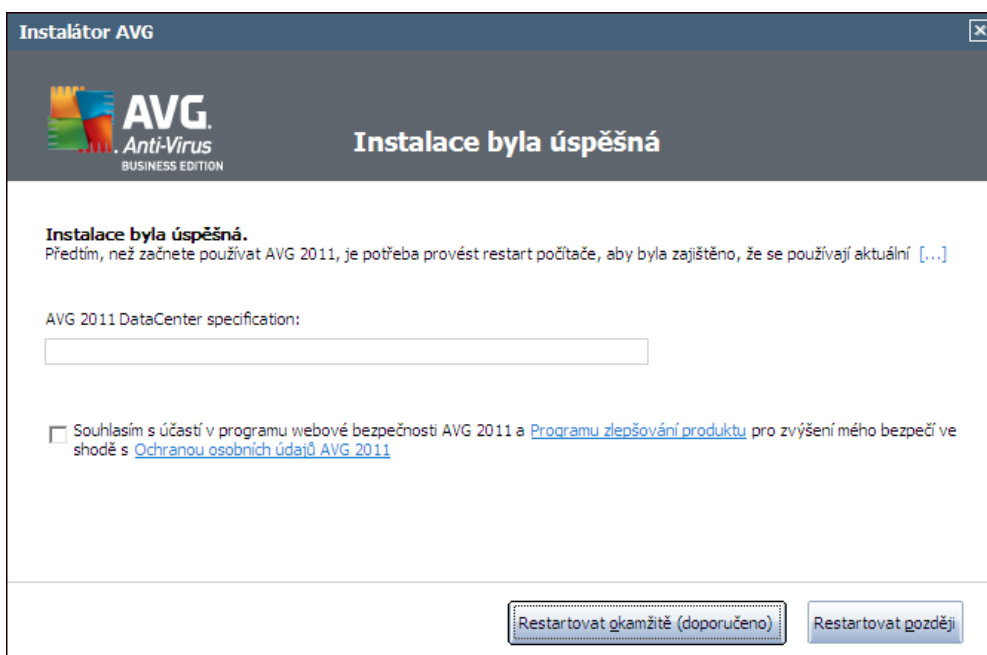 Instalátor AVG
AVG.
Anti-Virus
BUSINESS EDITION
Instalace byla úspěšná
Instalace byla úspěšná.
Předtím, než začnete používat AVG 2011, je potřeba provést restart počítače, aby byla zajištěno, že se používají aktuální [...]
AVG 2011 DataCenter specification:
Souhlasím s účastí v programu webové bezpečnosti AVG 2011 a Programu zlepšování produktu pro zvýšení mého bezpečí ve
shodě s Ochranou osobních údajů AVG 2011
Restartovat okamžitě (doporučeno)
Restartovat později